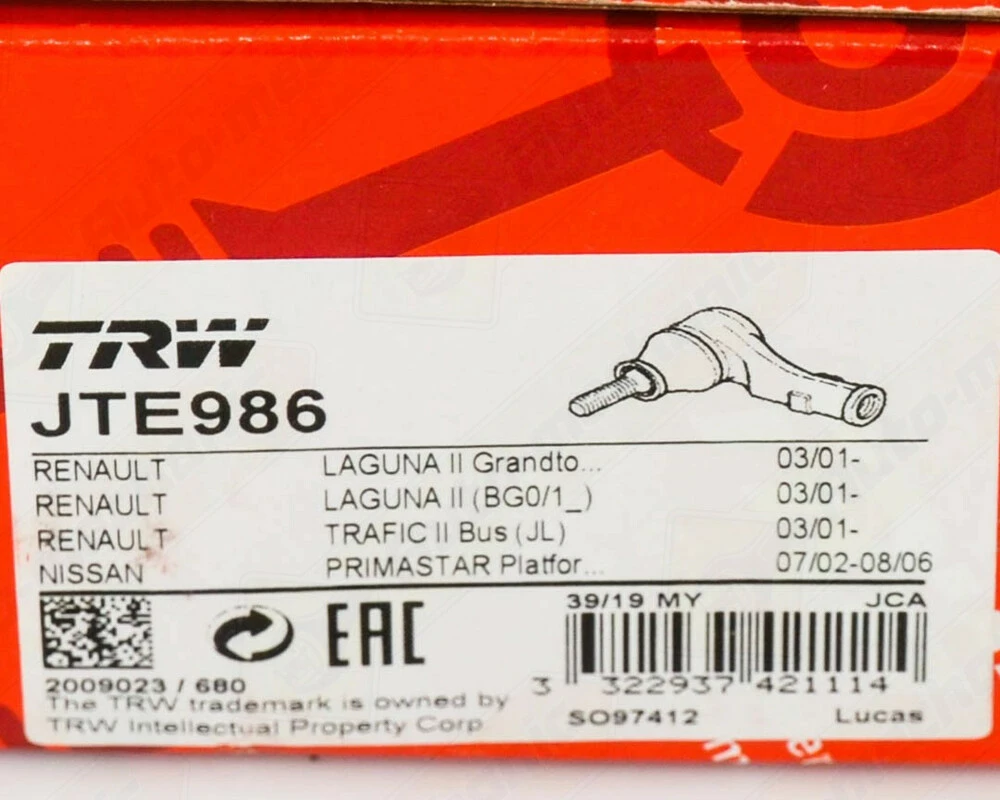 TRW
JTE986
RENAULT LAGUNA II Grandto... 03/01-
RENAULT LAGUNA II (BG0/1_) 03/01-
RENAULT TRAFIC II Bus (JL) 03/01-
NISSAN PRIMASTAR Platfor... 07/02-08/06
39/19 MY JCA
EAC
3 322937 421114
2009023 / 680
The TRW trademark is owned by
TRW Intellectual Property Corp.
SO97412 Lucas